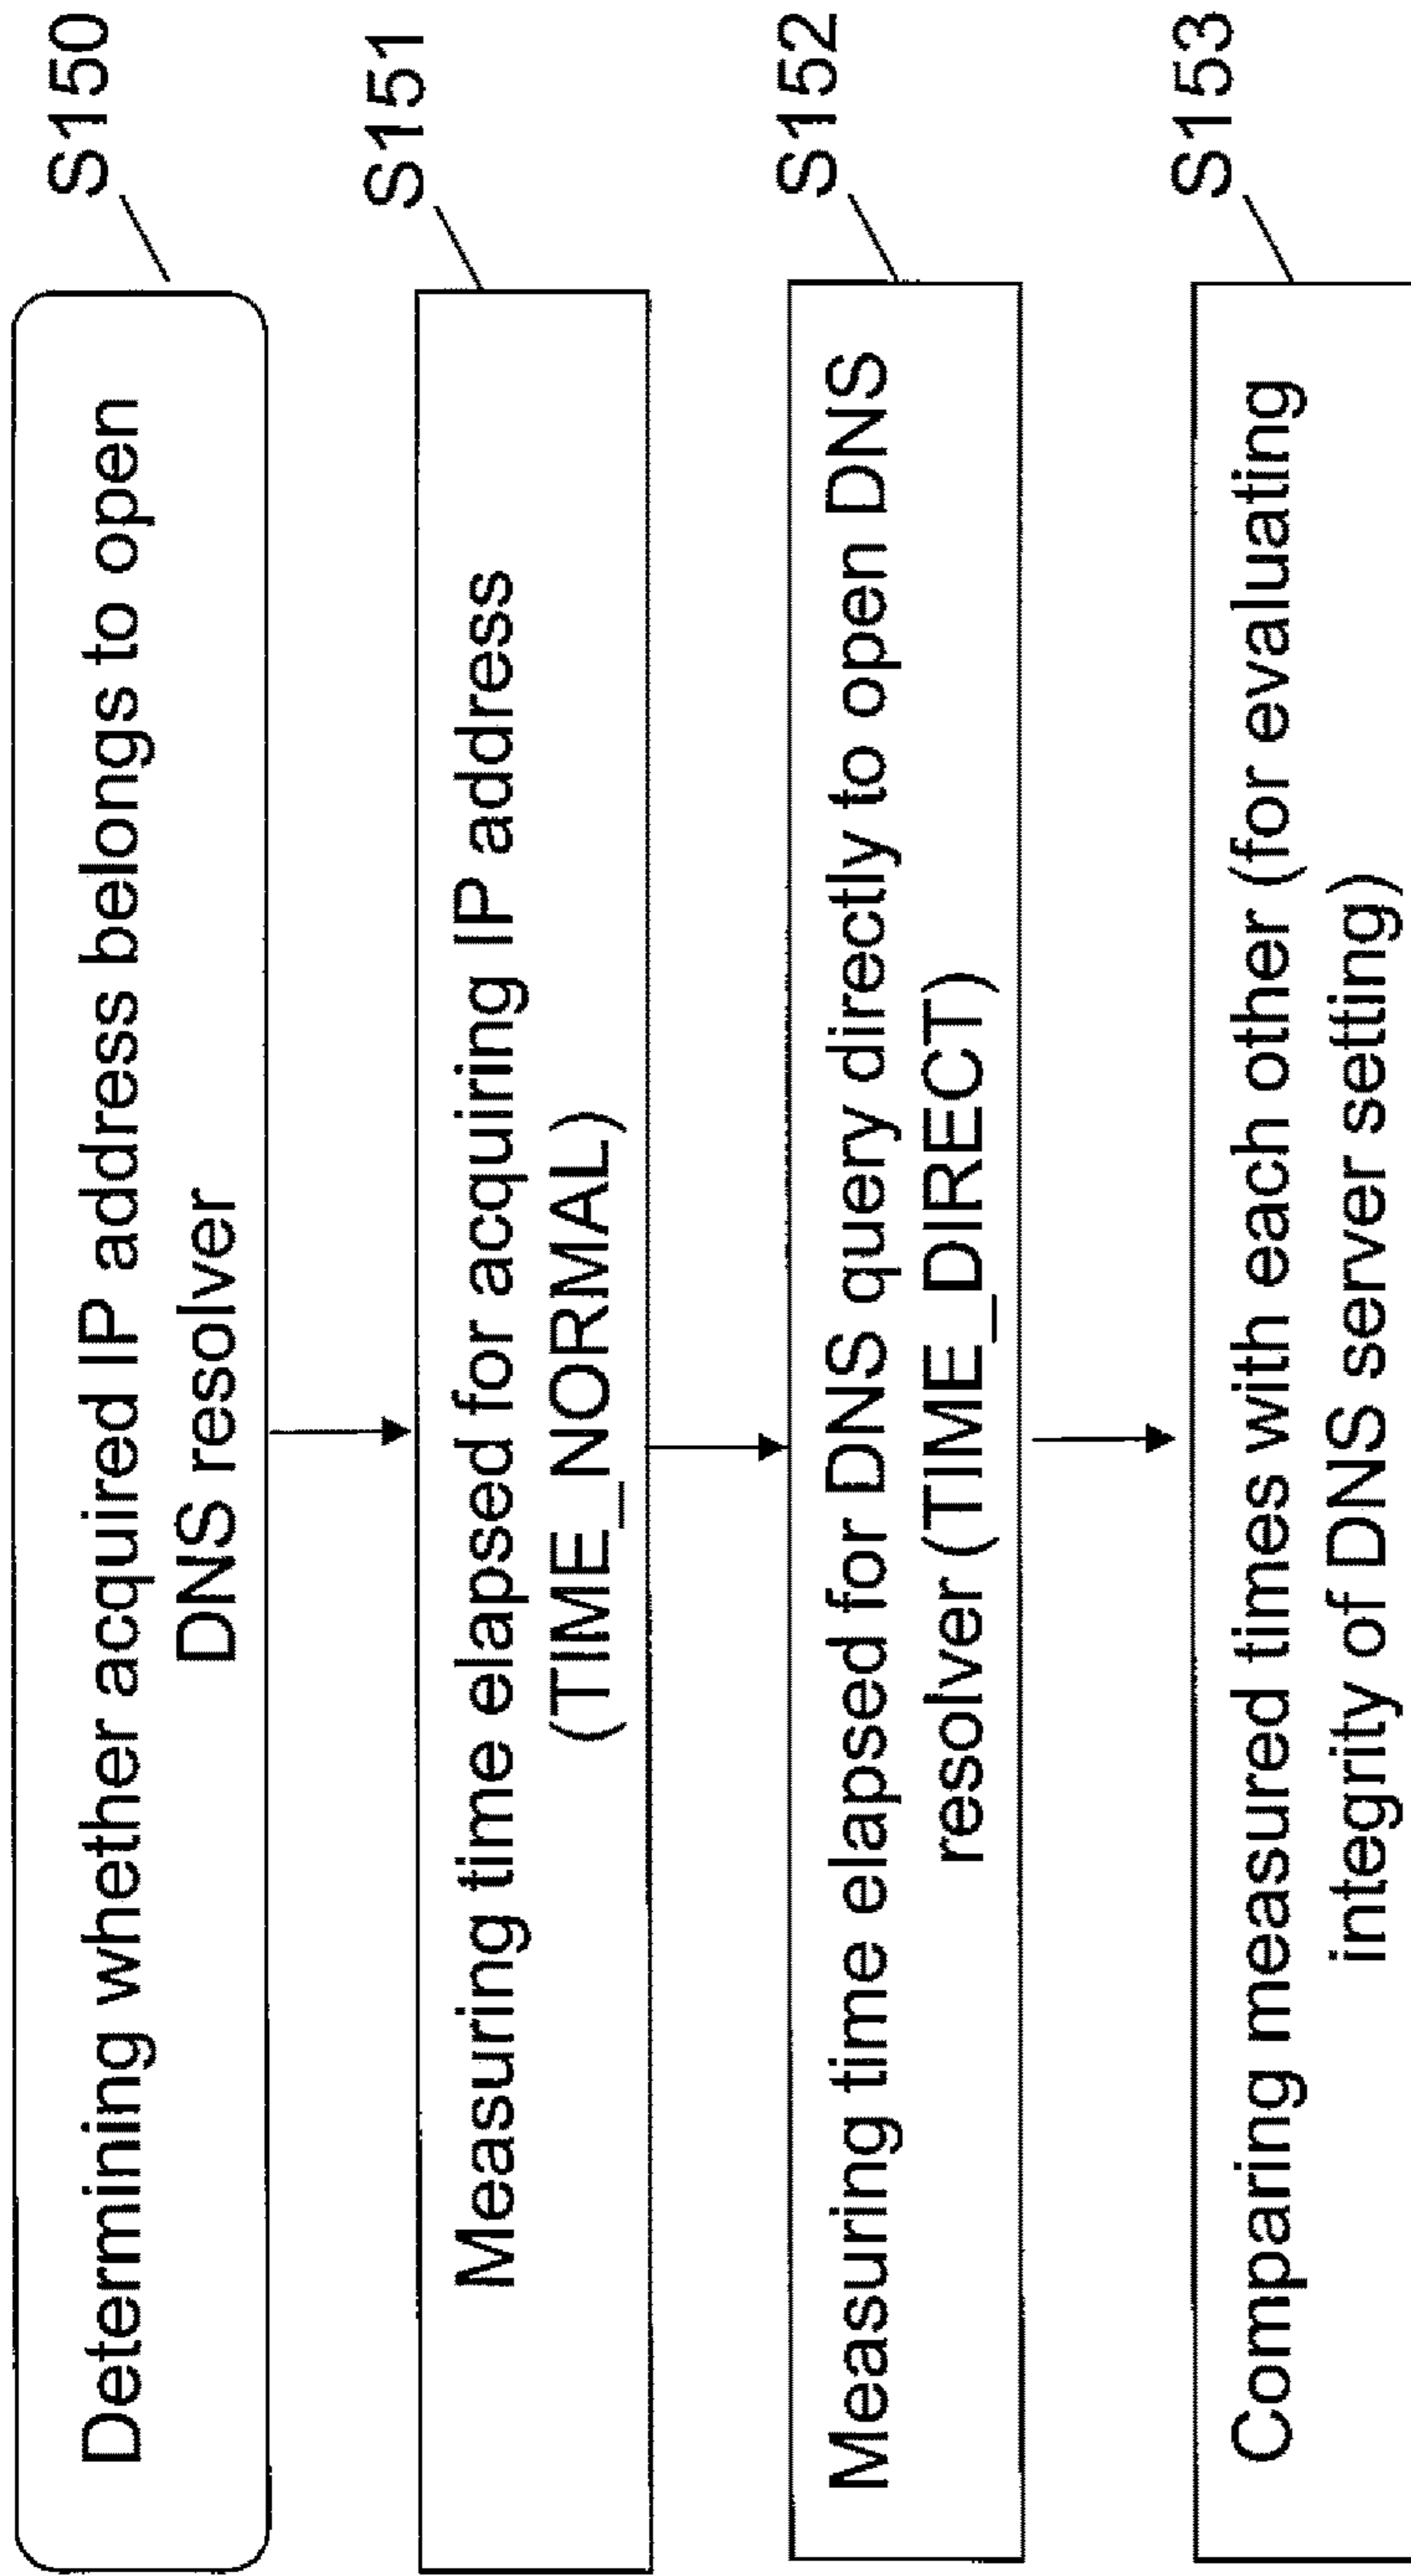 S150
Determining whether acquired IP address belongs to open
DNS resolver
S151
Measuring time elapsed for acquiring IP address
(TIME_NORMAL)
S152
Measuring time elapsed for DNS query directly to open DNS
resolver (TIME_DIRECT)
S153
Comparing measured times with each other (for evaluating
integrity of DNS server setting)